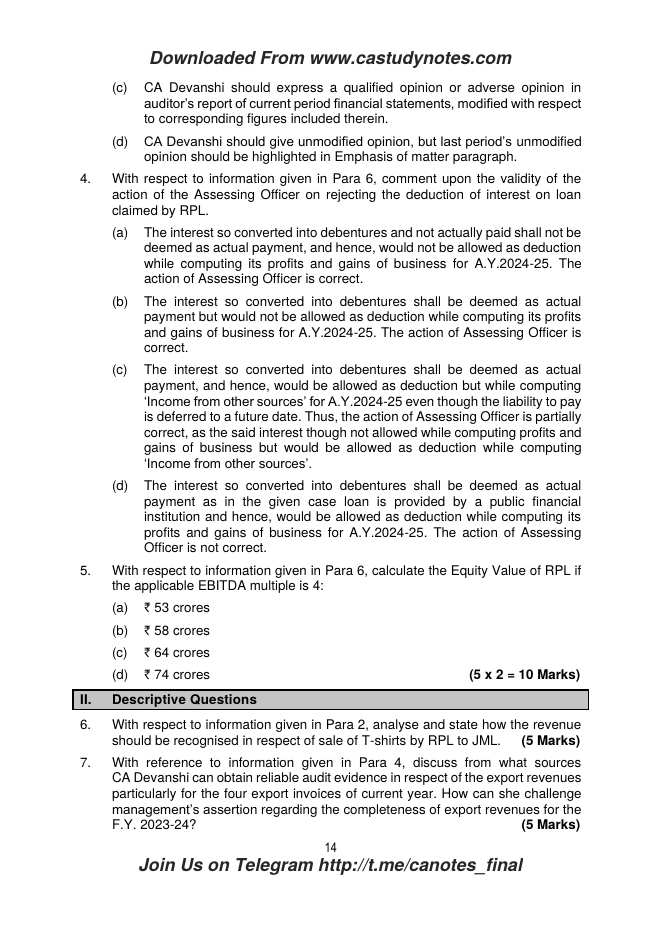 Downloaded From www.castudynotes.com
(c) CA Devanshi should express a qualified opinion or adverse opinion in
auditor's report of current period financial statements, modified with respect
to corresponding figures included therein.
(d) CA Devanshi should give unmodified opinion, but last period's unmodified
opinion should be highlighted in Emphasis of matter paragraph.
4. With respect to information given in Para 6, comment upon the validity of the
action of the Assessing Officer on rejecting the deduction of interest on loan
claimed by RPL.
(a) The interest so converted into debentures and not actually paid shall not be
deemed as actual payment, and hence, would not be allowed as deduction
while computing its profits and gains of business for A.Y.2024-25. The
action of Assessing Officer is correct.
(b) The interest so converted into debentures shall be deemed as actual
payment but would not be allowed as deduction while computing its profits
and gains of business for A.Y.2024-25. The action of Assessing Officer is
correct.
(c) The interest so converted into debentures shall be deemed as actual
payment, and hence, would be allowed as deduction but while computing
'Income from other sources' for A.Y.2024-25 even though the liability to pay
is deferred to a future date. Thus, the action of Assessing Officer is partially
correct, as the said interest though not allowed while computing profits and
gains of business but would be allowed as deduction while computing
'Income from other sources'.
(d) The interest so converted into debentures shall be deemed as actual
payment as in the given case loan is provided by a public financial
institution and hence, would be allowed as deduction while computing its
profits and gains of business for A.Y.2024-25. The action of Assessing
Officer is not correct.
5. With respect to information given in Para 6, calculate the Equity Value of RPL if
the applicable EBITDA multiple is 4:
(a) ₹ 53 crores
(b) ₹ 58 crores
(c) ₹ 64 crores
(d) ₹ 74 crores (5 x 2 = 10 Marks)
II. Descriptive Questions
6. With respect to information given in Para 2, analyse and state how the revenue
should be recognised in respect of sale of T-shirts by RPL to JML. (5 Marks)
7. With reference to information given in Para 4, discuss from what sources
CA Devanshi can obtain reliable audit evidence in respect of the export revenues
particularly for the four export invoices of current year. How can she challenge
management's assertion regarding the completeness of export revenues for the
F.Y. 2023-24? (5 Marks)
14
Join Us on Telegram http://t.me/canotes_final